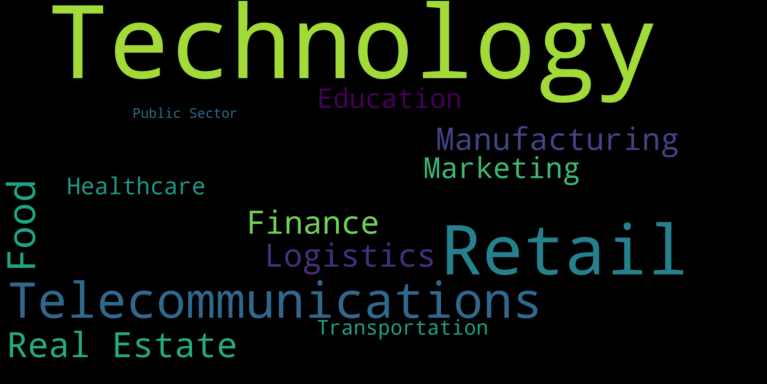 Technology
Education
Public Sector
Manufacturing
Marketing
Healthcare
Food
Finance
Retail
Logistics
Telecommunications
Transportation
Real Estate